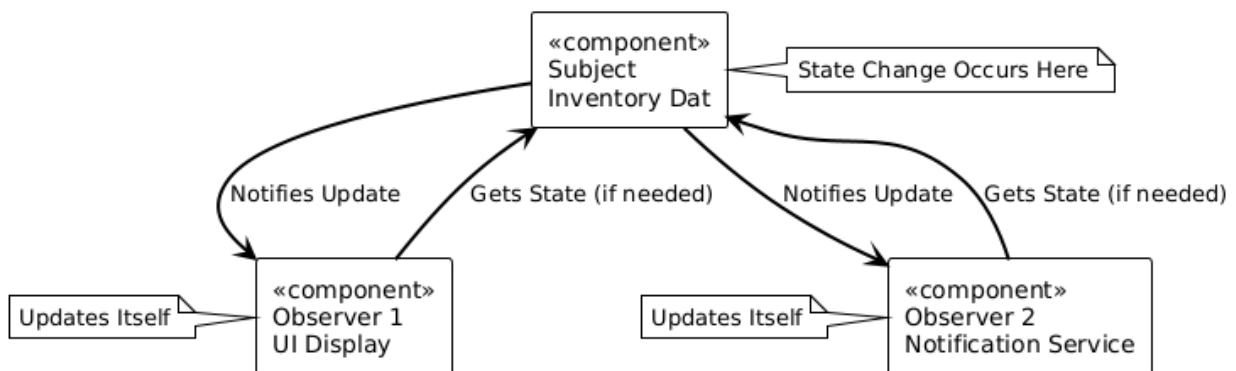 «component»
Subject
Inventory Dat
State Change Occurs Here
Notifies Update
Gets State (if needed)
Notifies Update
Gets State (if needed)
Updates Itself
«component»
Observer 1
UI Display
Updates Itself
«component»
Observer 2
Notification Service